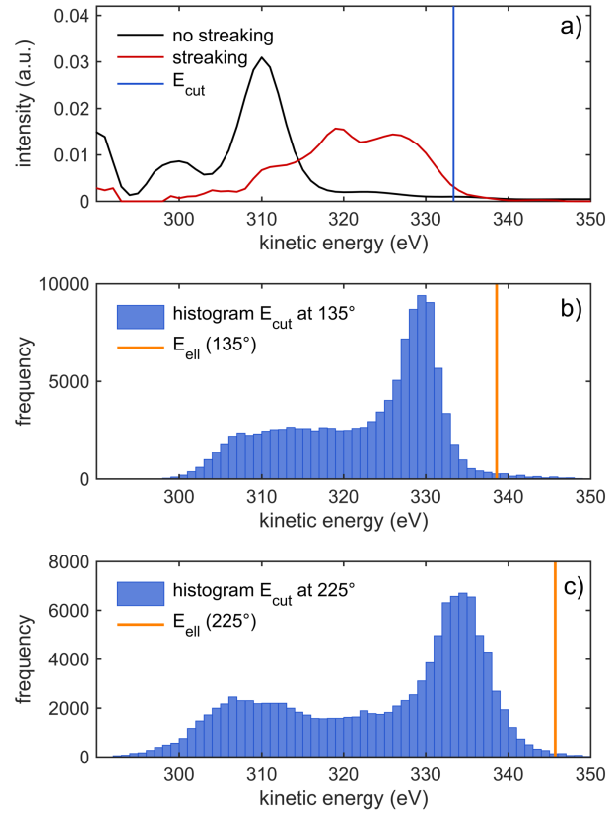 a)
no streaking
streaking
E_cut
intensity (a.u.)
0.04
0.03
0.02
0.01
0
300 310 320 330 340 350
kinetic energy (eV)
b)
histogram E_cut at 135°
E_ell (135°)
frequency
10000
5000
0
300 310 320 330 340 350
kinetic energy (eV)
c)
histogram E_cut at 225°
E_ell (225°)
frequency
8000
6000
4000
2000
0
300 310 320 330 340 350
kinetic energy (eV)